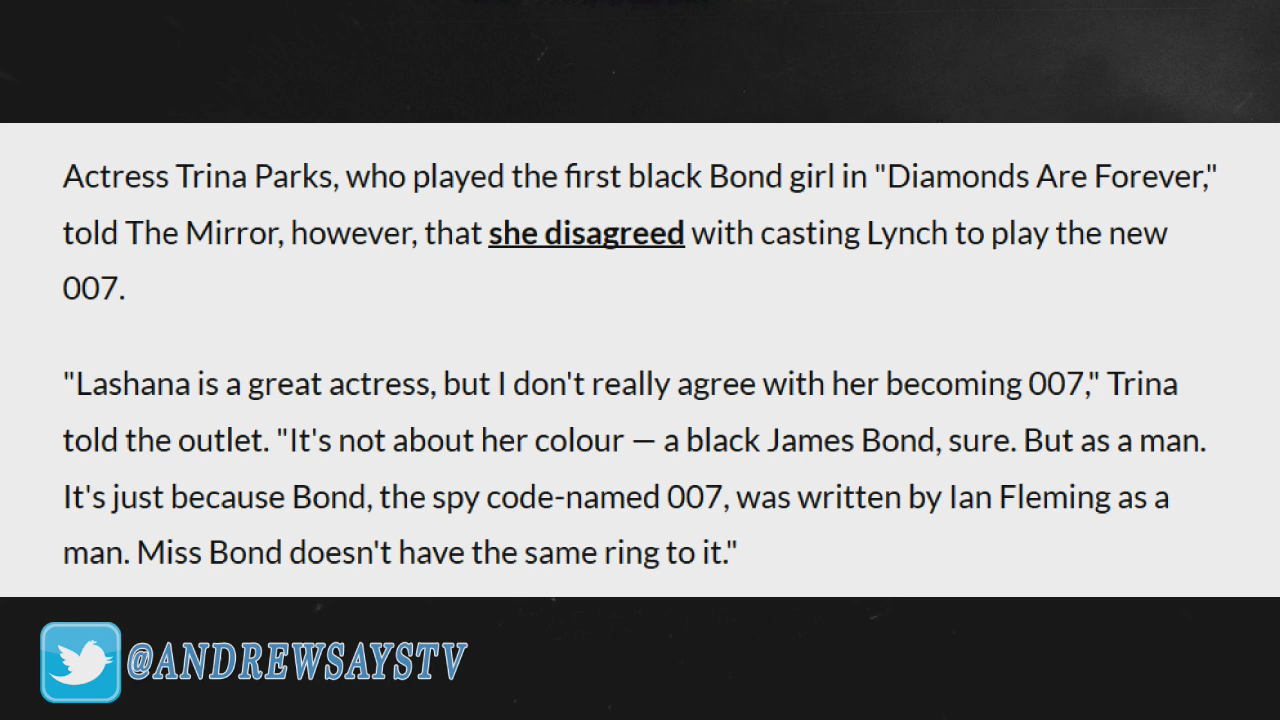 Actress Trina Parks, who played the first black Bond girl in "Diamonds Are Forever,"
told The Mirror, however, that she disagreed with casting Lynch to play the new
007.
"Lashana is a great actress, but I don't really agree with her becoming 007," Trina
told the outlet. "It's not about her colour — a black James Bond, sure. But as a man.
It's just because Bond, the spy code-named 007, was written by Ian Fleming as a
man. Miss Bond doesn't have the same ring to it."
@ANDREWSAYSTV